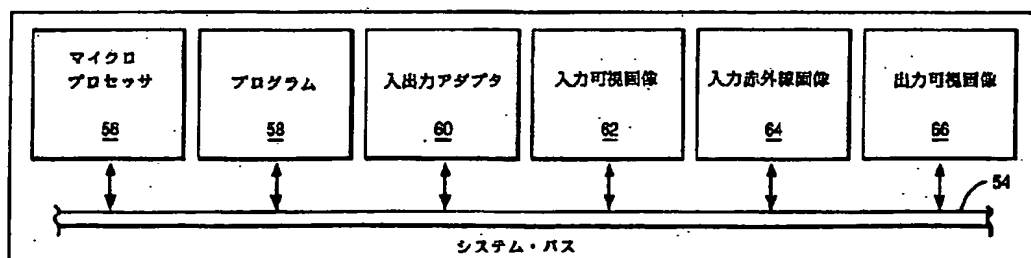 マイクロ
プロセッサ
56
プログラム
58
入出力アダプタ
60
入力可視画像
62
入力赤外線画像
64
出力可視画像
66
54
システム・バス